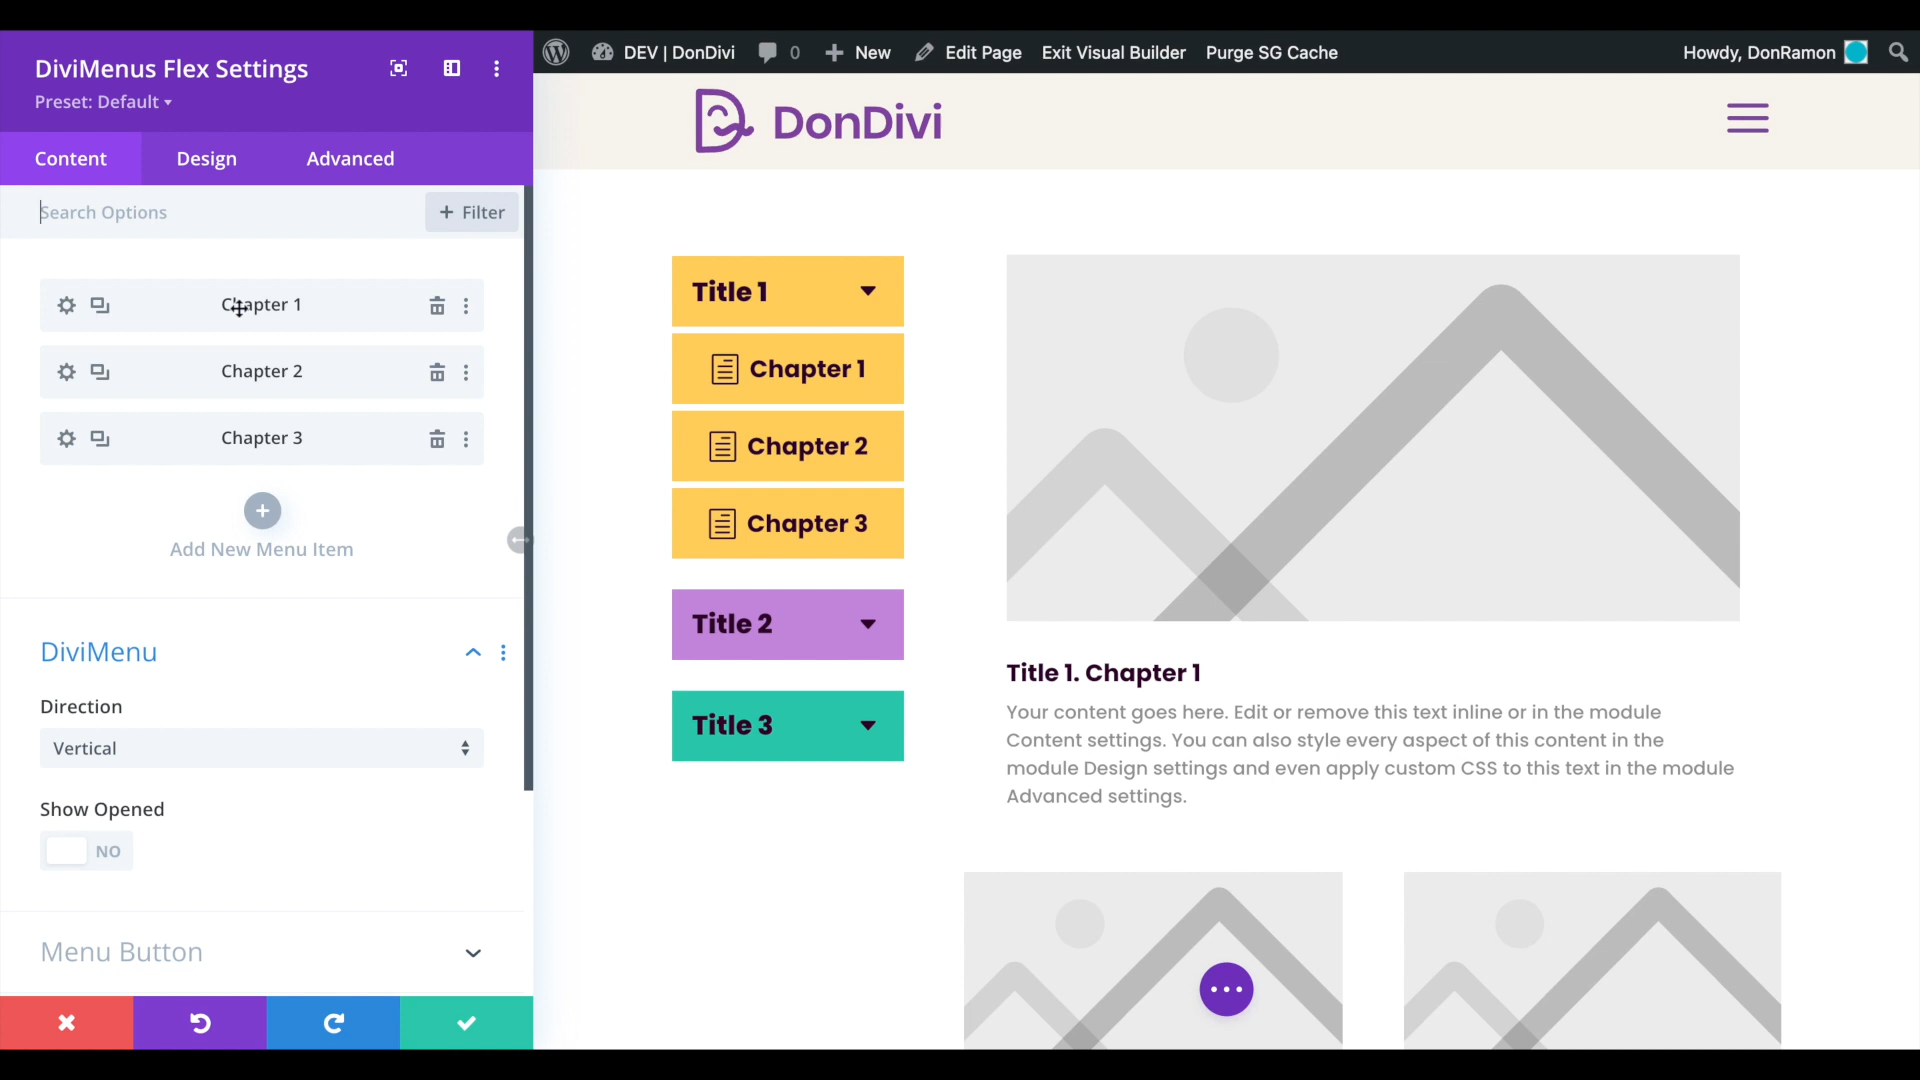 DiviMenus Flex Settings
Preset: Default
Content Design Advanced
Search Options
+ Filter
Chapter 1
Chapter 2
Chapter 3
Add New Menu Item
DiviMenu
Direction
Vertical
Show Opened
NO
Menu Button
DEV | DonDivi 0 + New Edit Page Exit Visual Builder Purge SG Cache Howdy, DonRamon
DonDivi
Title 1
Chapter 1
Chapter 2
Chapter 3
Title 2
Title 3
Title 1. Chapter 1
Your content goes here. Edit or remove this text inline or in the module
Content settings. You can also style every aspect of this content in the
module Design settings and even apply custom CSS to this text in the module
Advanced settings.